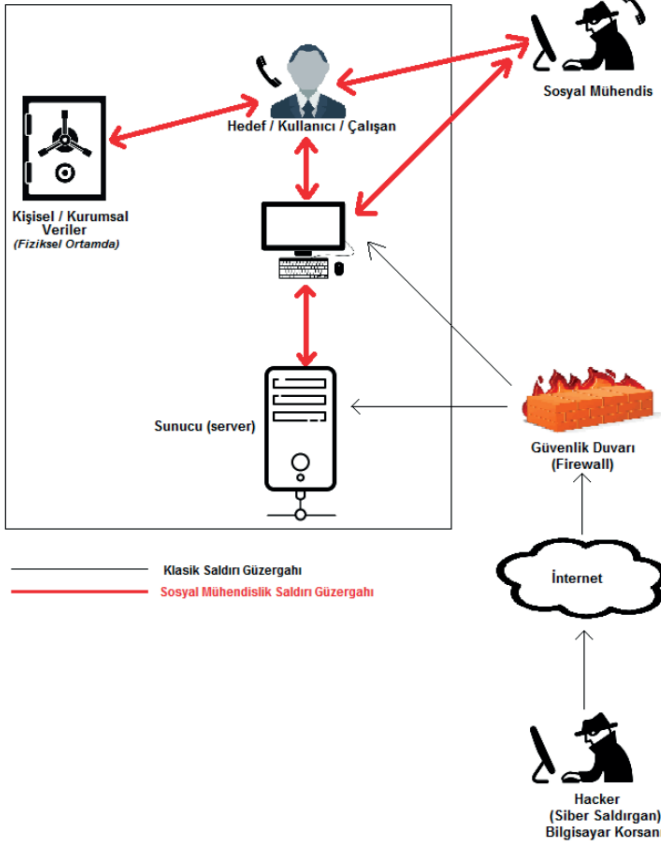 Sosyal Mühendis
Hedef / Kullanıcı / Çalışan
Kişisel / Kurumsal
Veriler
(Fiziksel Ortamda)
Sunucu (server)
Güvenlik Duvarı
(Firewall)
Klasik Saldırı Güzergahı
Sosyal Mühendislik Saldırı Güzergahı
İnternet
Hacker
(Siber Saldırgan)
Bilgisayar Korsanı